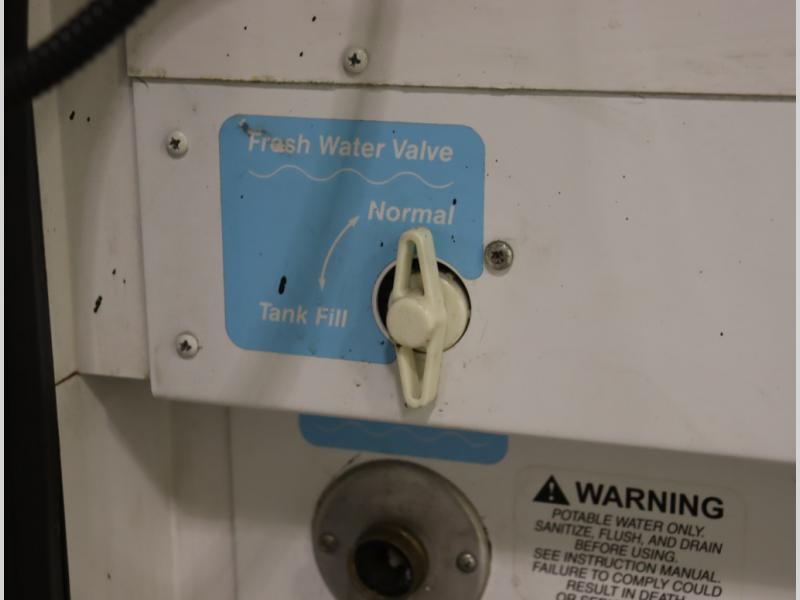 Fresh Water Valve
Normal
Tank Fill
WARNING
POTABLE WATER ONLY.
SANITIZE, FLUSH, AND DRAIN
BEFORE USING.
SEE INSTRUCTION MANUAL.
FAILURE TO COMPLY COULD
RESULT IN DEATH
OR